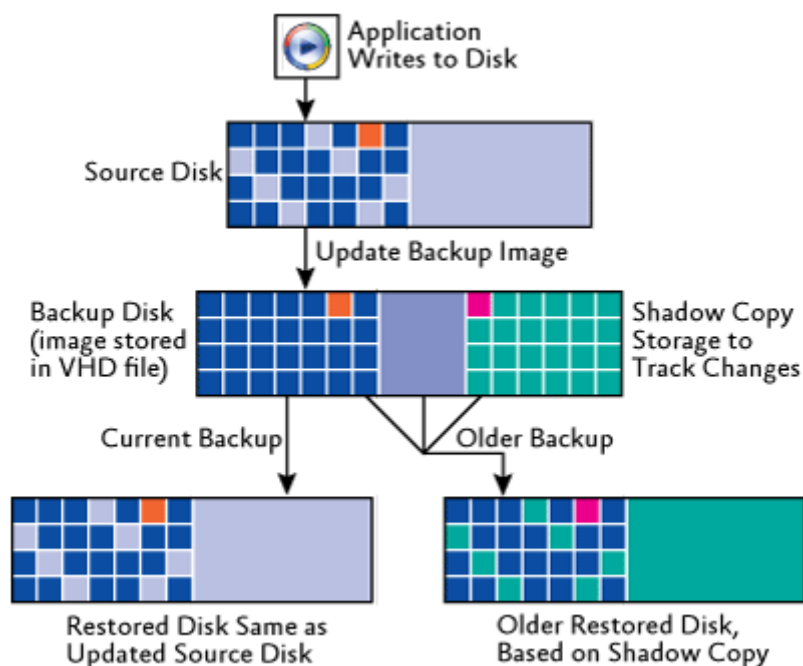 Application
Writes to Disk
Source Disk
Update Backup Image
Backup Disk
(image stored
in VHD file)
Shadow Copy
Storage to
Track Changes
Current Backup
Older Backup
Restored Disk Same as
Updated Source Disk
Older Restored Disk,
Based on Shadow Copy